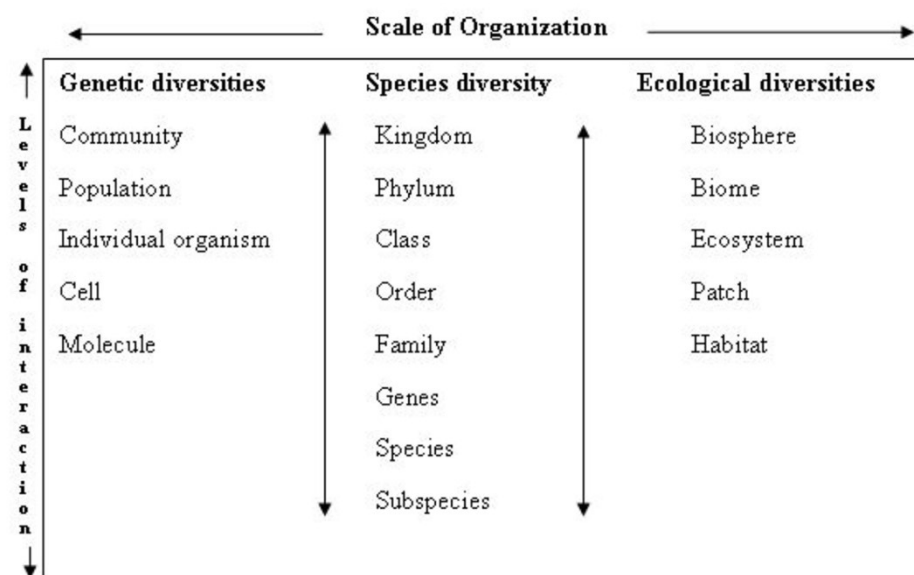 Scale of Organization
Genetic diversities Species diversity Ecological diversities
Community Kingdom Biosphere
Population Phylum Biome
Individual organism Class Ecosystem
Cell Order Patch
Molecule Family Habitat
Genes
Species
Subspecies
Levels of interaction